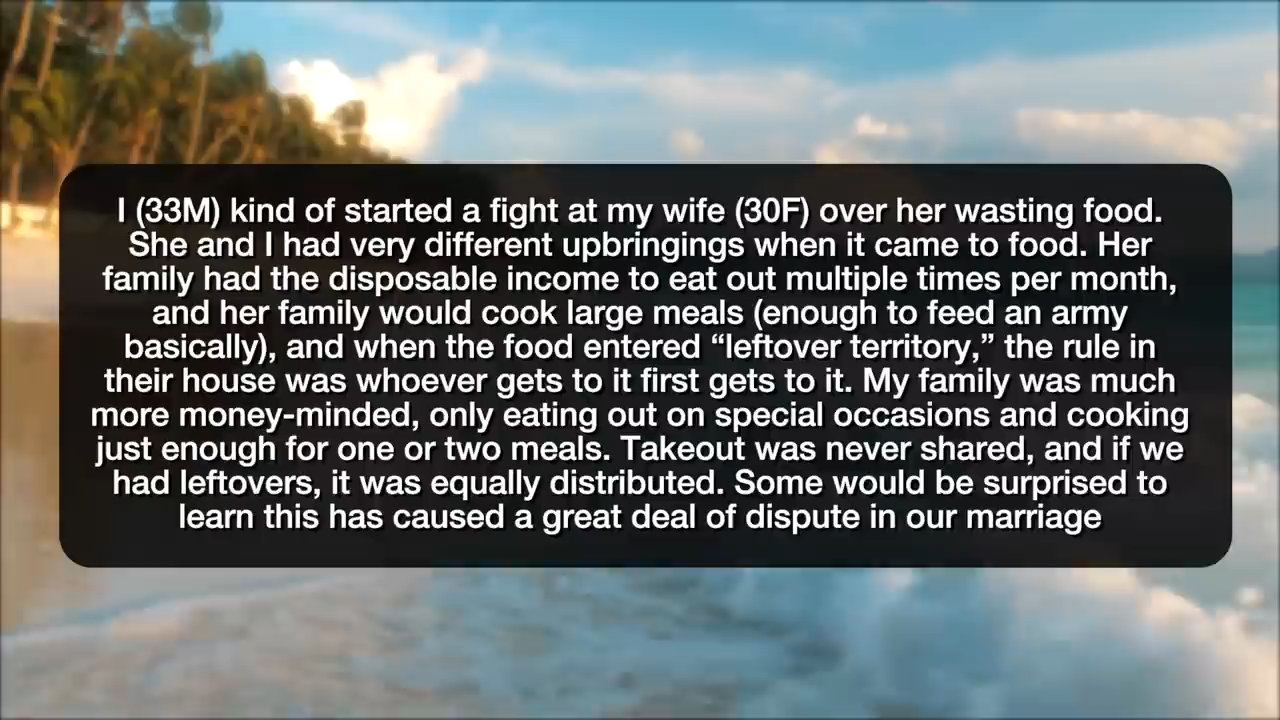 I (33M) kind of started a fight at my wife (30F) over her wasting food.
She and I had very different upbringings when it came to food. Her
family had the disposable income to eat out multiple times per month,
and her family would cook large meals (enough to feed an army
basically), and when the food entered “leftover territory,” the rule in
their house was whoever gets to it first gets to it. My family was much
more money-minded, only eating out on special occasions and cooking
just enough for one or two meals. Takeout was never shared, and if we
had leftovers, it was equally distributed. Some would be surprised to
learn this has caused a great deal of dispute in our marriage